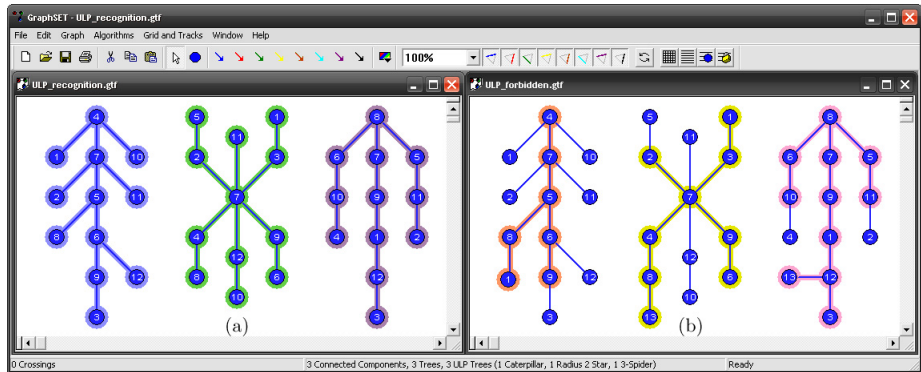 GraphSET - ULP_recognition.gtf
File Edit Graph Algorithms Grid and Tracks Window Help
100%
ULP_recognition.gtf
ULP_forbidden.gtf
4 5 1 8
11
1 7 10 2 3 6 7 5
2 5 11 7 10 9 11
8 6 4 9 4 1 2
12
9 12 8 6 12
10
3 3
(a)
4 5 1 8
11
1 7 10 2 3 6 7 5
2 5 11 7 10 9 11
8 6 4 9 4 1 2
12
1 9 12 8 6 13 12
10
3 13 3
(b)
0 Crossings
3 Connected Components, 3 Trees, 3 ULP Trees (1 Caterpillar, 1 Radius 2 Star, 1 3-Spider)
Ready